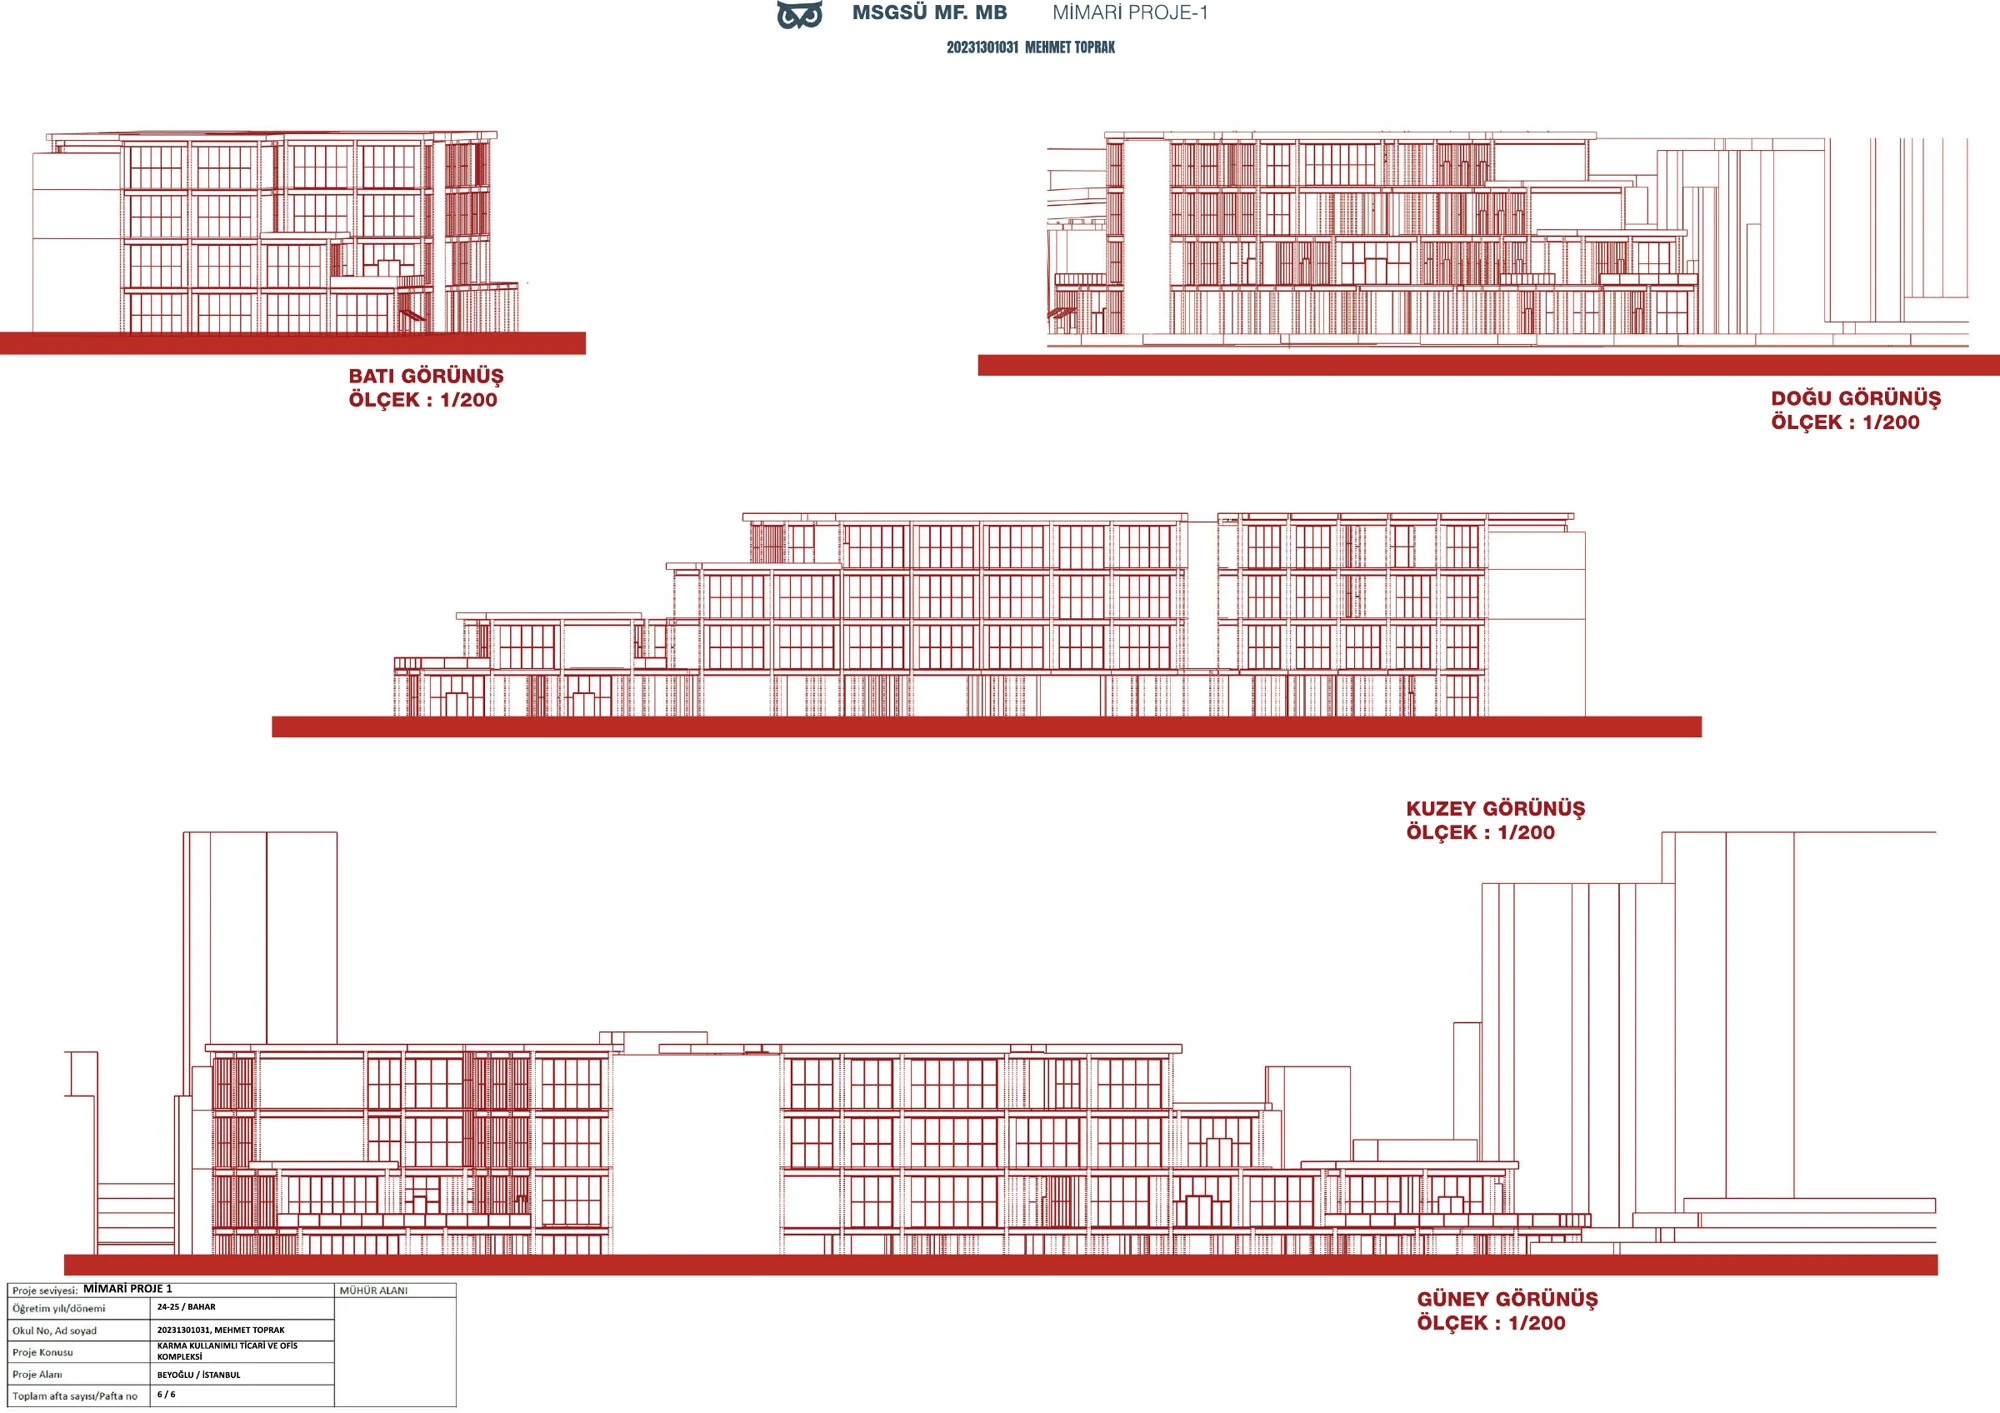 MSGSÜ MF. MB MİMARİ PROJE-1
20231301031 MEHMET TOPRAK
BATI GÖRÜNÜŞ
ÖLÇEK : 1/200
DOĞU GÖRÜNÜŞ
ÖLÇEK : 1/200
KUZEY GÖRÜNÜŞ
ÖLÇEK : 1/200
GÜNEY GÖRÜNÜŞ
ÖLÇEK : 1/200
Proje seviyesi: MİMARİ PROJE 1 MÜHÜR ALANI
Öğretim yılı/dönemi 24-25 / BAHAR
Okul No, Ad soyad 20231301031, MEHMET TOPRAK
Proje Konusu KARMA KULLANIMLI TİCARİ VE OFİS
KOMPLEKSİ
Proje Alanı BEYOĞLU / İSTANBUL
Toplam afta sayısı/Pafta no 6 / 6